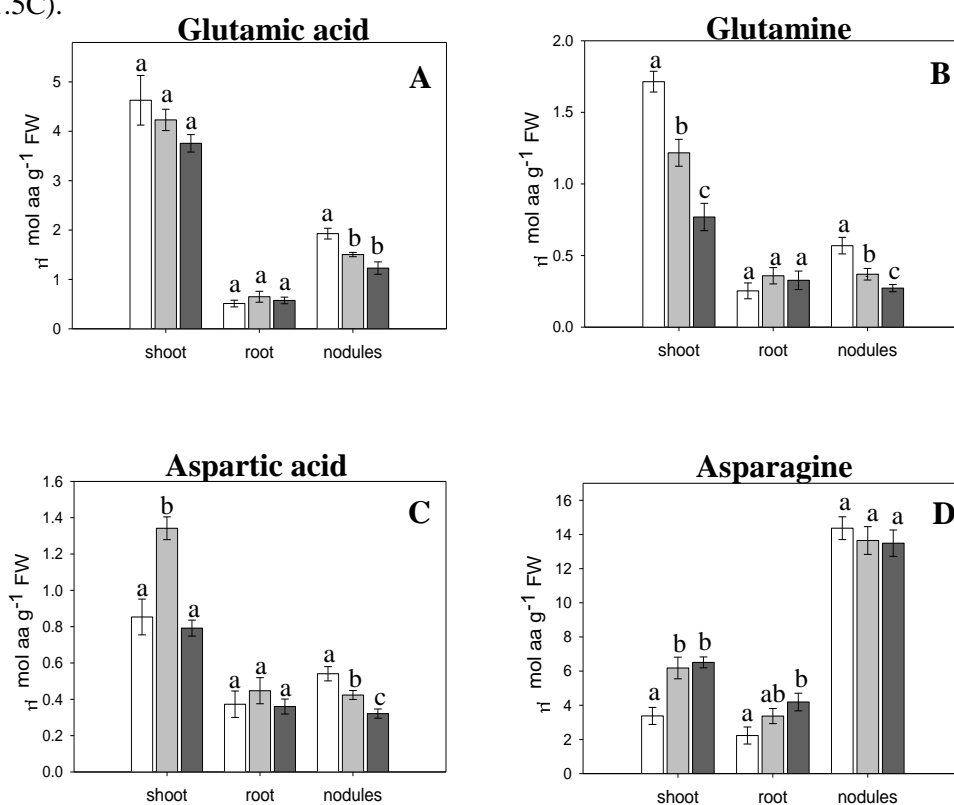 .5C).
Glutamic acid
A
η mol aa g-1 FW
5
4
3
2
1
0
a a a
a a a
a b b
shoot root nodules
Glutamine
B
η mol aa g-1 FW
2.0
1.5
1.0
0.5
0.0
a b c
a a a
a b c
shoot root nodules
Aspartic acid
C
η mol aa g-1 FW
1.6
1.4
1.2
1.0
0.8
0.6
0.4
0.2
0.0
a b a
a a a
a b c
shoot root nodules
Asparagine
D
η mol aa g-1 FW
16
14
12
10
8
6
4
2
0
a b b
a ab b
a a a
shoot root nodules